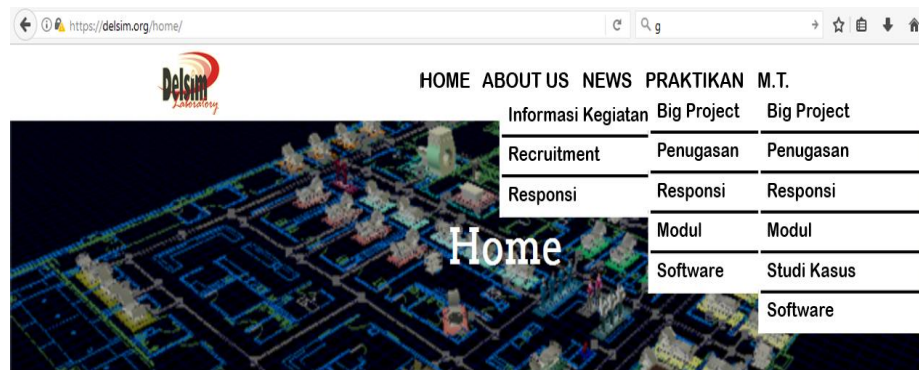 https://delsim.org/home/
g
Delsim
Laboratory
HOME ABOUT US NEWS PRAKTIKAN M.T.
Informasi Kegiatan Big Project Big Project
Recruitment Penugasan Penugasan
Responsi Responsi Responsi
Modul Modul
Home
Software Studi Kasus
Software